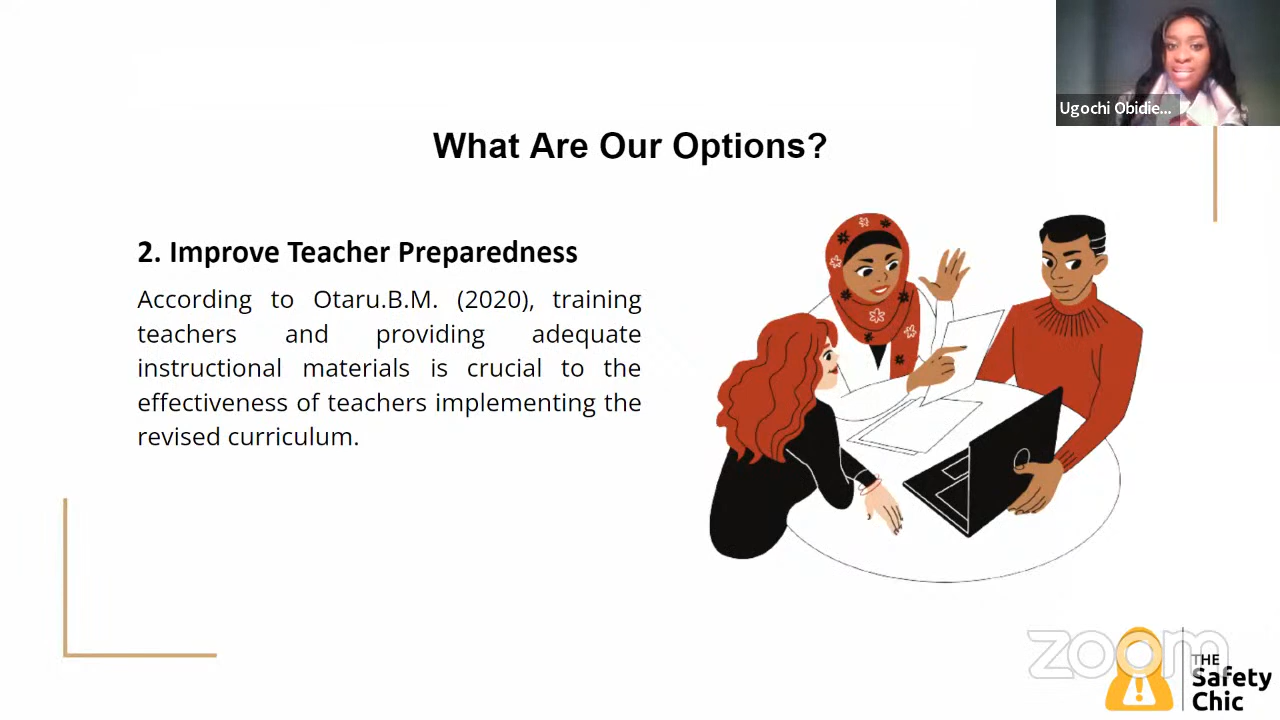 Ugochi Obidie...
What Are Our Options?
2. Improve Teacher Preparedness
According to Otaru.B.M. (2020), training
teachers and providing adequate
instructional materials is crucial to the
effectiveness of teachers implementing the
revised curriculum.
zoom
THE
Safety
Chic